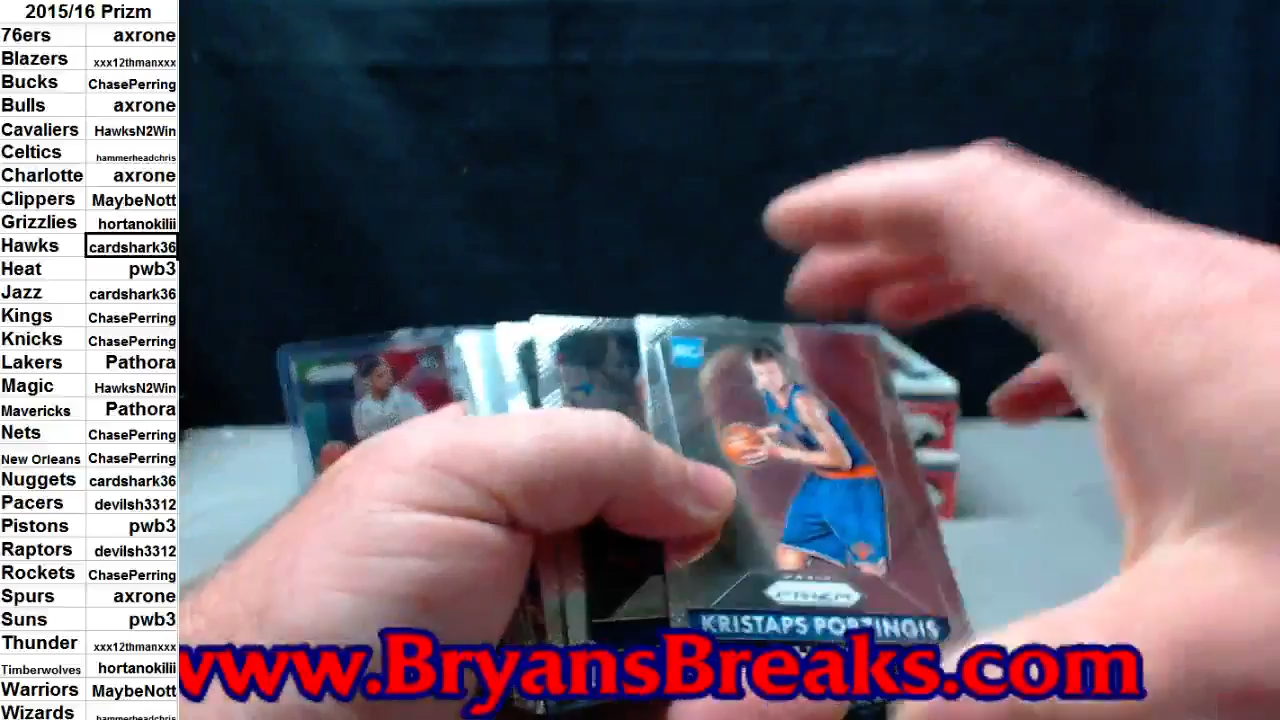 2015/16 Prizm
76ers axrone
Blazers xxx12thmanxxx
Bucks ChasePerring
Bulls axrone
Cavaliers HawksN2Win
Celtics hammerheadchris
Charlotte axrone
Clippers MaybeNott
Grizzlies hortanokilii
Hawks cardshark36
Heat pwb3
Jazz cardshark36
Kings ChasePerring
Knicks ChasePerring
Lakers Pathora
Magic HawksN2Win
Mavericks Pathora
Nets ChasePerring
New Orleans ChasePerring
Nuggets cardshark36
Pacers devilsh3312
Pistons pwb3
Raptors devilsh3312
Rockets ChasePerring
Spurs axrone
Suns pwb3
Thunder xxx12thmanxxx
Timberwolves hortanokilii
Warriors MaybeNott
Wizards hammerheadchris
PRIZM
KRISTAPS PORZINGIS
www.BryansBreaks.com